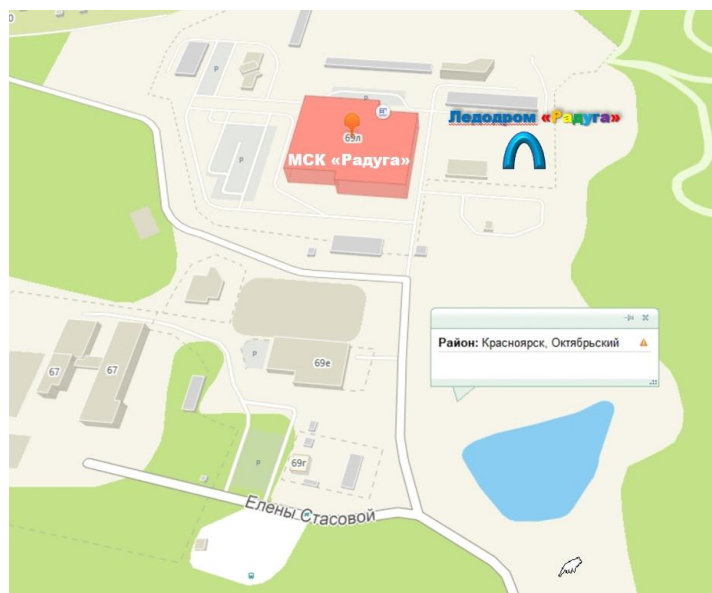 P
P
Ледодром «Радуга»
69л
МСК «Радуга»
P
Район: Красноярск, Октябрьский
P
69е
67
67
P
69г
Елены Стасовой